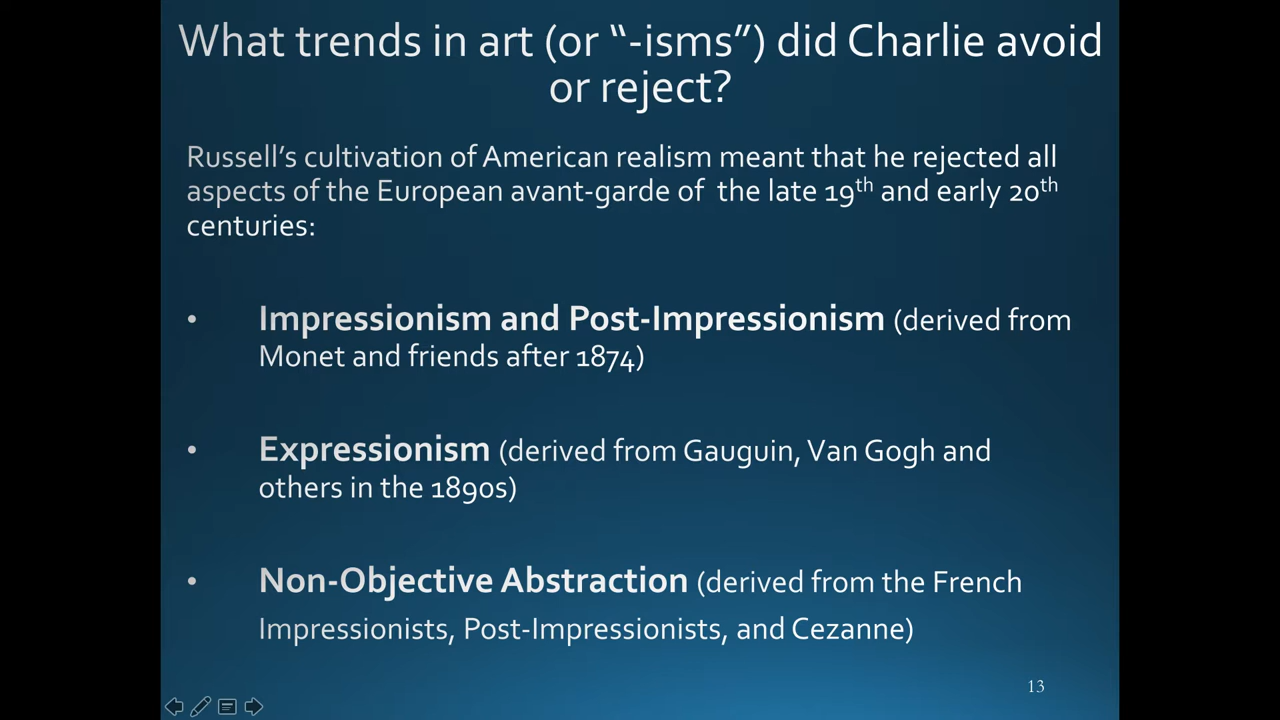 What trends in art (or “-isms”) did Charlie avoid
or reject?
Russell’s cultivation of American realism meant that he rejected all
aspects of the European avant-garde of the late 19th and early 20th
centuries:
• Impressionism and Post-Impressionism (derived from
Monet and friends after 1874)
• Expressionism (derived from Gauguin, Van Gogh and
others in the 1890s)
• Non-Objective Abstraction (derived from the French
Impressionists, Post-Impressionists, and Cezanne)
13